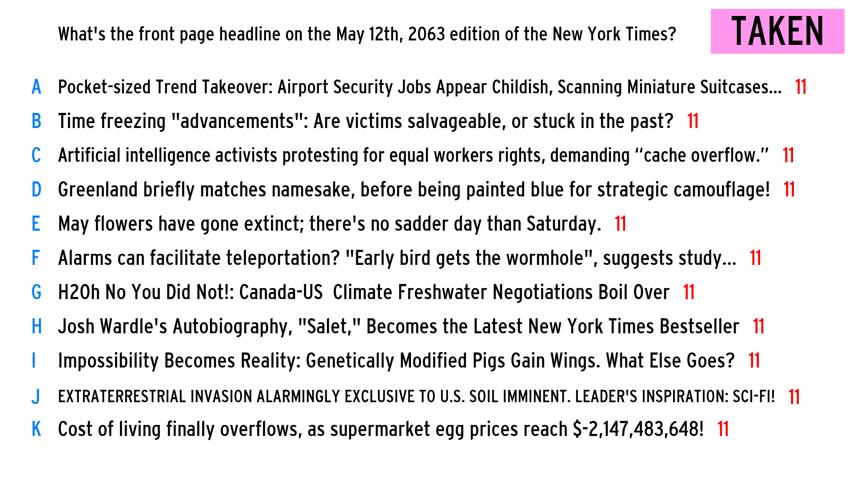 What's the front page headline on the May 12th, 2063 edition of the New York Times?
TAKEN
A Pocket-sized Trend Takeover: Airport Security Jobs Appear Childish, Scanning Miniature Suitcases... 11
B Time freezing "advancements": Are victims salvageable, or stuck in the past? 11
C Artificial intelligence activists protesting for equal workers rights, demanding “cache overflow.” 11
D Greenland briefly matches namesake, before being painted blue for strategic camouflage! 11
E May flowers have gone extinct; there's no sadder day than Saturday. 11
F Alarms can facilitate teleportation? "Early bird gets the wormhole", suggests study... 11
G H20h No You Did Not!: Canada-US Climate Freshwater Negotiations Boil Over 11
H Josh Wardle's Autobiography, "Salet," Becomes the Latest New York Times Bestseller 11
I Impossibility Becomes Reality: Genetically Modified Pigs Gain Wings. What Else Goes? 11
J EXTRATERRESTRIAL INVASION ALARMINGLY EXCLUSIVE TO U.S. SOIL IMMINENT. LEADER'S INSPIRATION: SCI-FI! 11
K Cost of living finally overflows, as supermarket egg prices reach $-2,147,483,648! 11